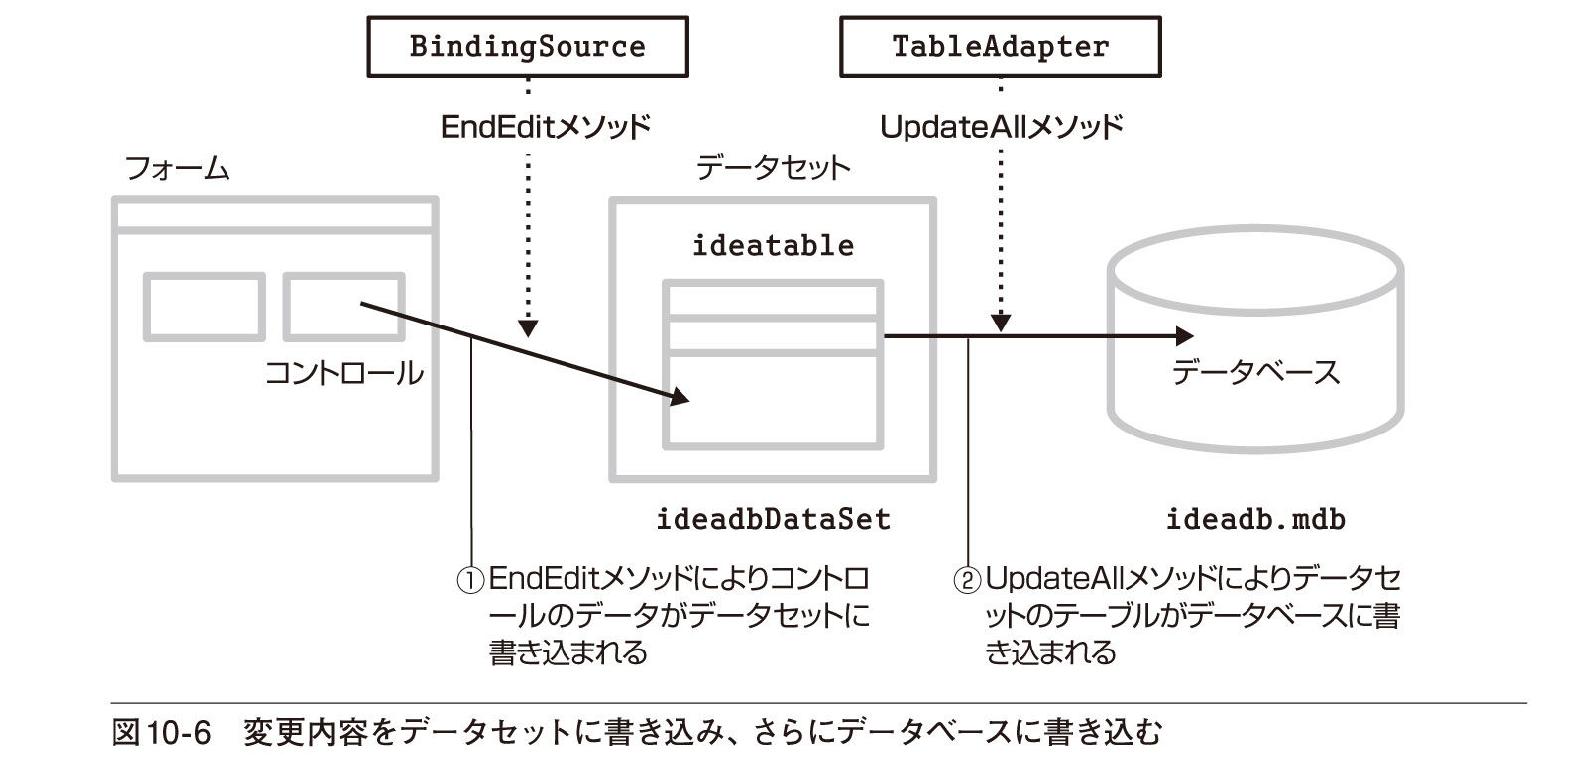 BindingSource
TableAdapter
EndEditメソッド
UpdateAllメソッド
フォーム
データセット
ideatable
コントロール
データベース
ideadbDataSet
ideadb.mdb
①EndEditメソッドによりコントロ
ールのデータがデータセットに
書き込まれる
②UpdateAllメソッドによりデータセ
ットのテーブルがデータベースに書
き込まれる
図10-6　変更内容をデータセットに書き込み、さらにデータベースに書き込む